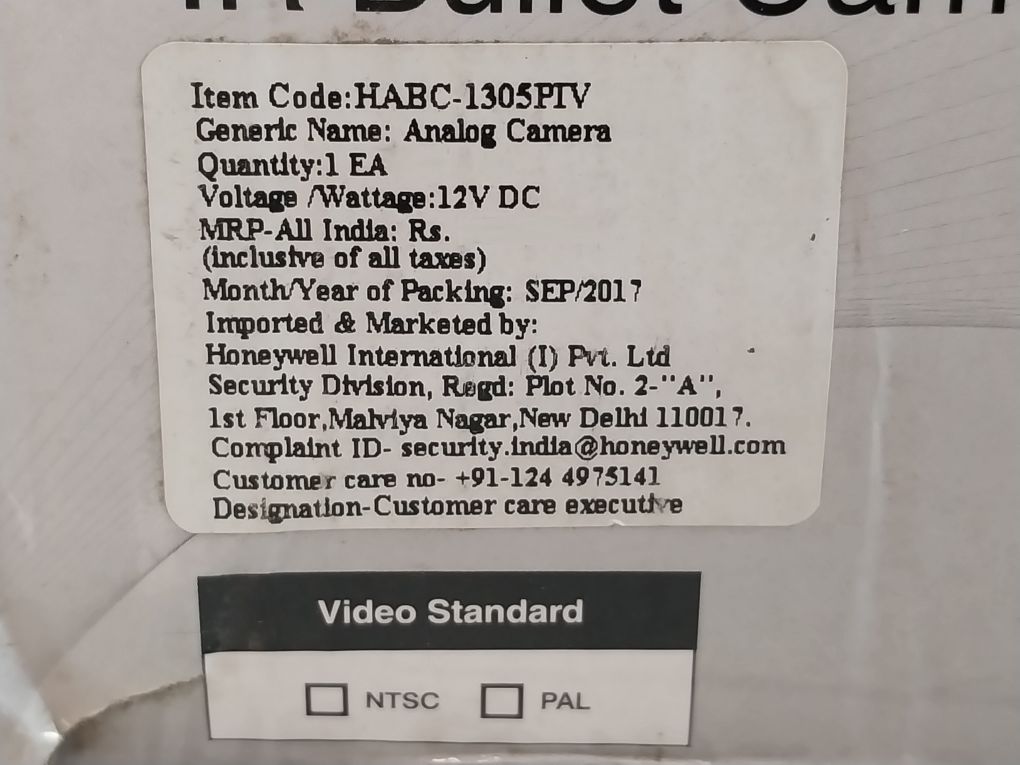 IR Bullet Cam
Item Code:HABC-1305PIV
Generic Name: Analog Camera
Quantity:1 EA
Voltage /Wattage:12V DC
MRP-All India: Rs.
(inclusive of all taxes)
Month/Year of Packing: SEP/2017
Imported & Marketed by:
Honeywell International (I) Pvt. Ltd
Security Division, Regd: Plot No. 2-"A",
1st Floor,Malviya Nagar,New Delhi 110017.
Complaint ID- security.india@honeywell.com
Customer care no- +91-124 4975141
Designation-Customer care executive
Video Standard
NTSC PAL